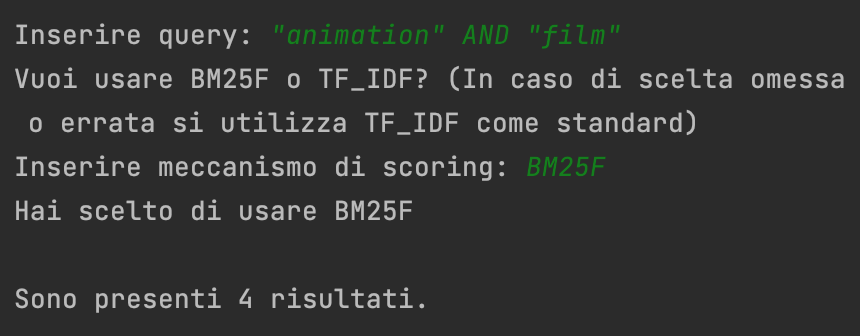 Inserire query: "animation" AND "film"
Vuoi usare BM25F o TF_IDF? (In caso di scelta omessa
o errata si utilizza TF_IDF come standard)
Inserire meccanismo di scoring: BM25F
Hai scelto di usare BM25F
Sono presenti 4 risultati.